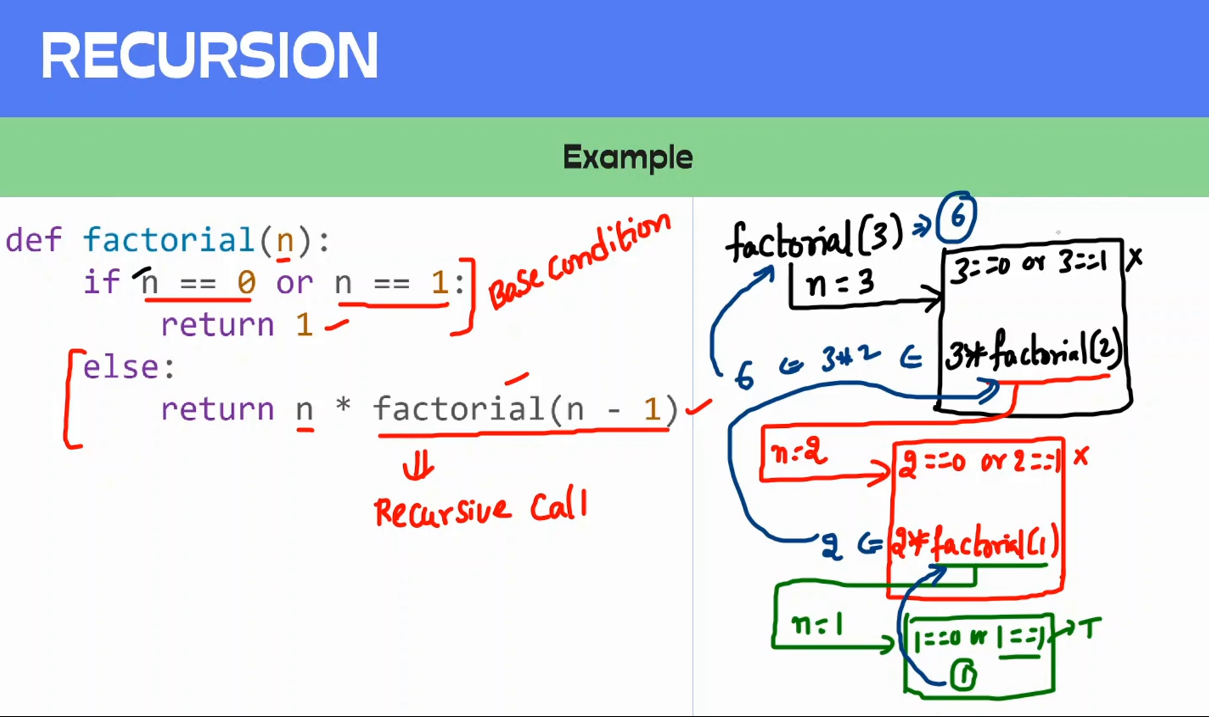 RECURSION
Example
def factorial(n):
if n == 0 or n == 1:
return 1
else:
return n * factorial(n - 1)
Base condition
⇓
Recursive Call
factorial(3) => 6
n = 3
3==0 or 3==1 x
3*factorial(2)
6 <= 3*2 <=
n=2
2==0 or 2==1 x
2*factorial(1)
2 <=
n=1
1==0 or 1==1 → T
1